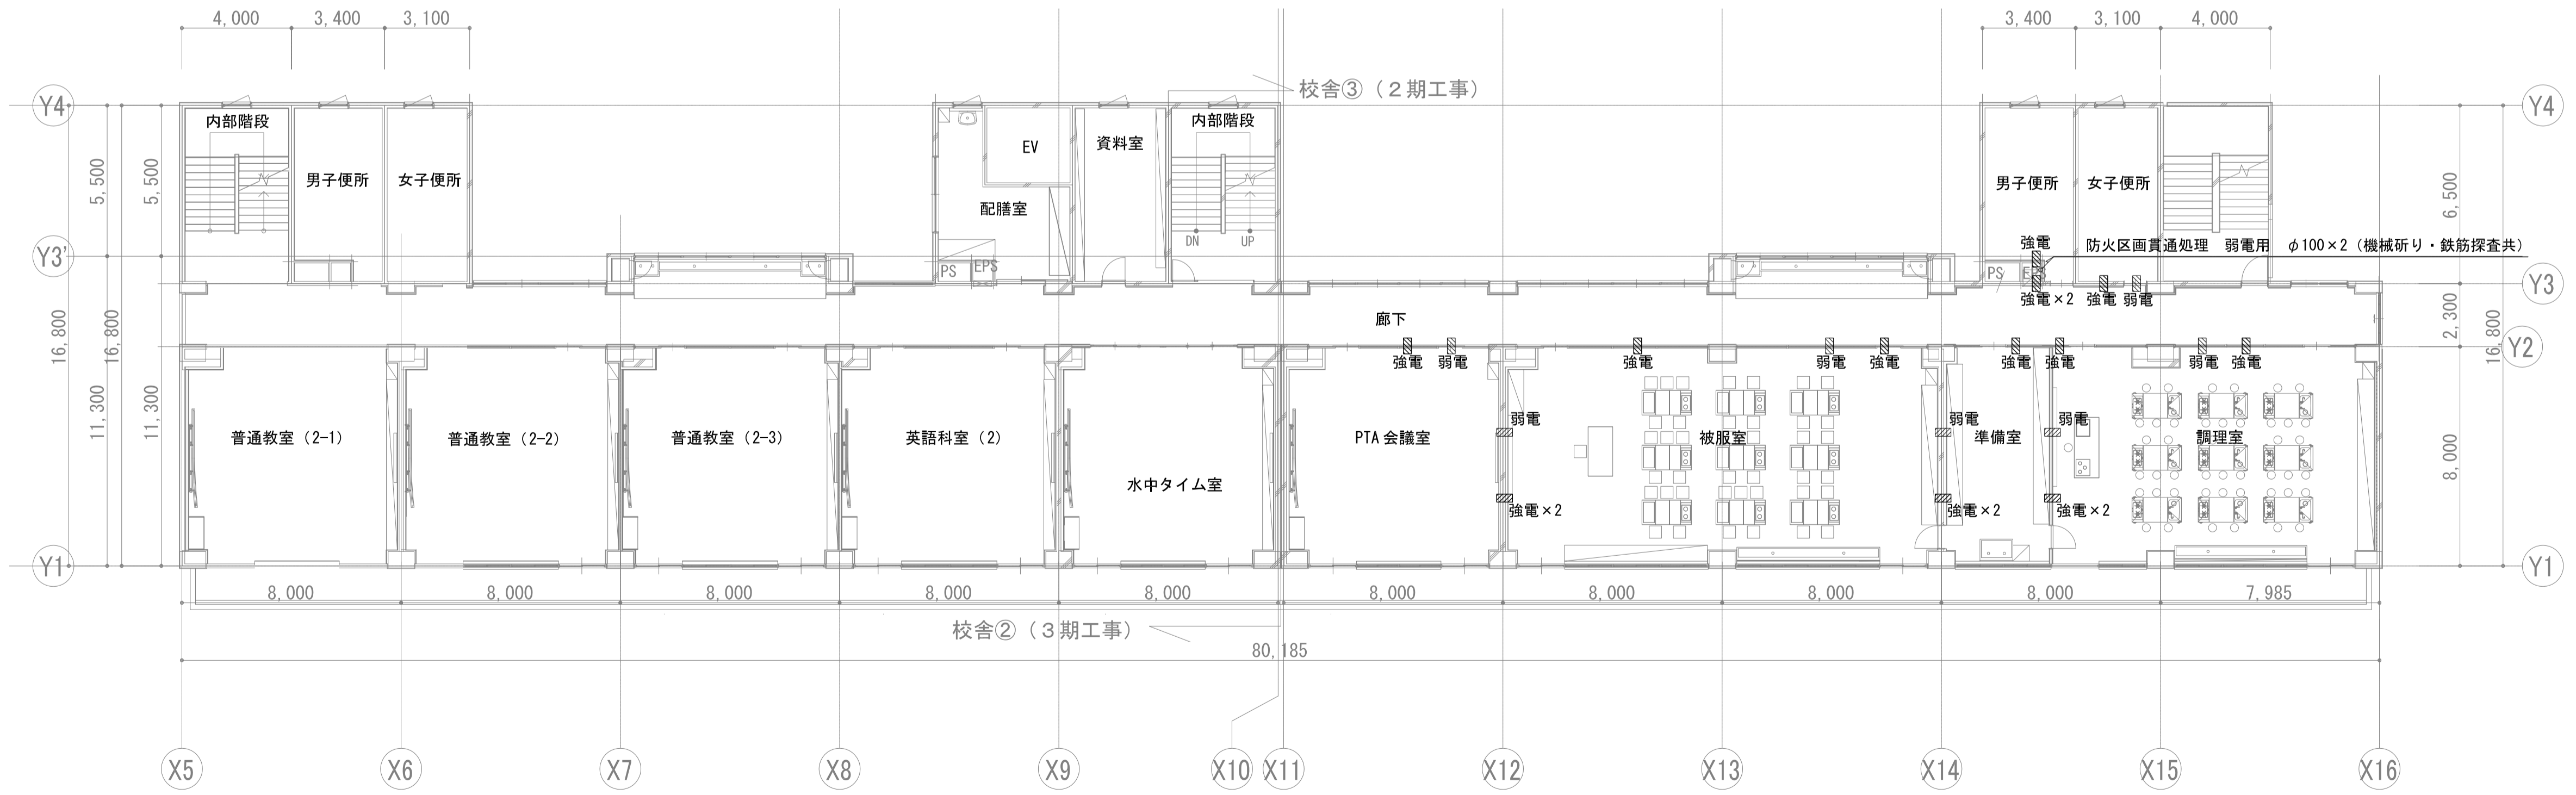 4,000 3,400 3,100
3,400 3,100 4,000
校舎③（２期工事）
Y4
Y4
内部階段
男子便所
女子便所
EV
資料室
内部階段
配膳室
PS
EPS
DN
UP
男子便所
女子便所
強電
防火区画貫通処理　弱電用　φ100×2（機械斫り・鉄筋探査共）
PS
強電×2
強電
弱電
5,500
5,500
6,500
Y3'
Y3
廊下
16,800
16,800
2,300
16,800
Y2
強電
弱電
強電
弱電
強電
強電
強電
弱電
強電
11,300
11,300
8,000
普通教室（2-1）
普通教室（2-2）
普通教室（2-3）
英語科室（2）
水中タイム室
PTA会議室
弱電
強電×2
被服室
弱電
準備室
強電×2
弱電
調理室
強電×2
Y1
Y1
8,000 8,000 8,000 8,000 8,000 8,000 8,000 8,000 8,000 7,985
校舎②（３期工事）
80,185
X5 X6 X7 X8 X9 X10 X11 X12 X13 X14 X15 X16